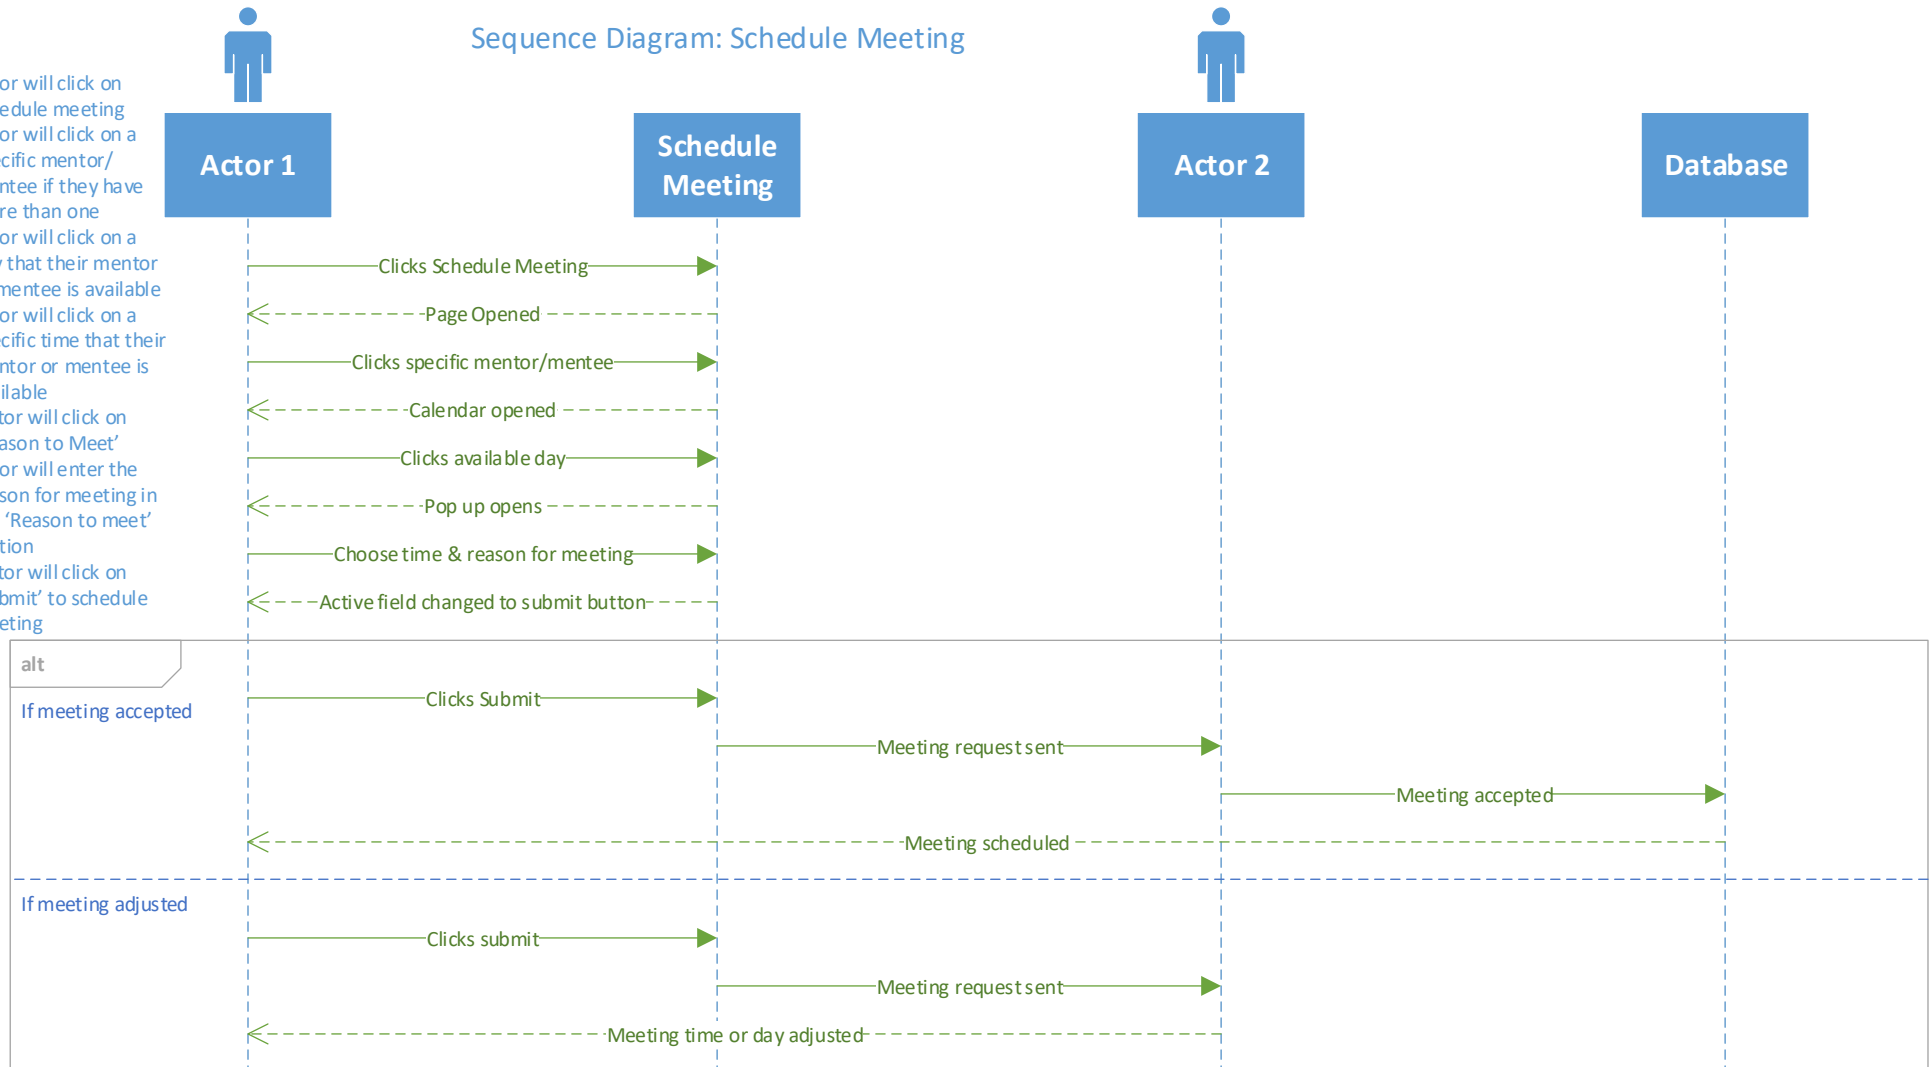 Sequence Diagram: Schedule Meeting
or will click on
edule meeting
or will click on a
ecific mentor/
ntee if they have
re than one
or will click on a
y that their mentor
mentee is available
or will click on a
ecific time that their
ntor or mentee is
ilable
tor will click on
ason to Meet’
or will enter the
son for meeting in
‘Reason to meet’
tion
tor will click on
bmit’ to schedule
eting
Actor 1
Schedule
Meeting
Actor 2
Database
Clicks Schedule Meeting
Page Opened
Clicks specific mentor/mentee
Calendar opened
Clicks available day
Pop up opens
Choose time & reason for meeting
Active field changed to submit button
alt
If meeting accepted
Clicks Submit
Meeting request sent
Meeting accepted
Meeting scheduled
If meeting adjusted
Clicks submit
Meeting request sent
Meeting time or day adjusted